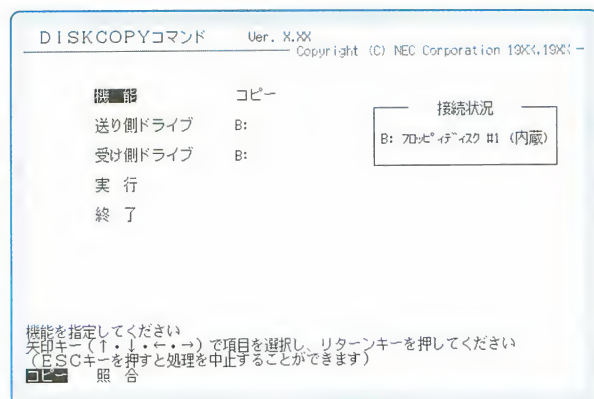 DISKCOPYコマンド Ver. X.XX
Copyright (C) NEC Corporation 19XX,19XX
機 能 コピー
送り側ドライブ B:
受け側ドライブ B:
実 行
終 了
接続状況
B: フロッピィディスク #1 (内蔵)
機能を指定してください
矢印キー(↑・↓・←・→)で項目を選択し、リターンキーを押してください
(ESCキーを押すと処理を中止することができます)
コピー 照 合